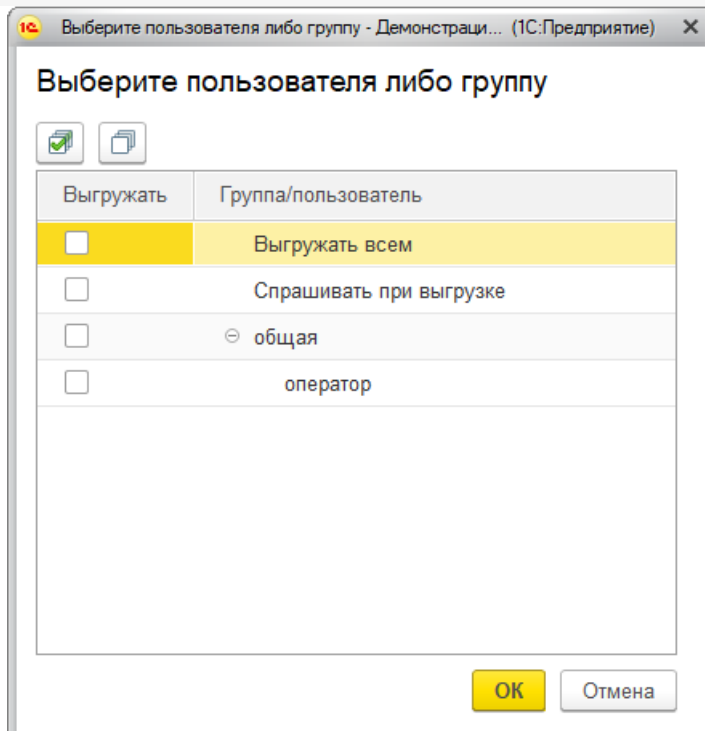 1С Выберите пользователя либо группу - Демонстраци... (1С:Предприятие)
Выберите пользователя либо группу
Выгружать Группа/пользователь
Выгружать всем
Спрашивать при выгрузке
общая
оператор
ОК Отмена